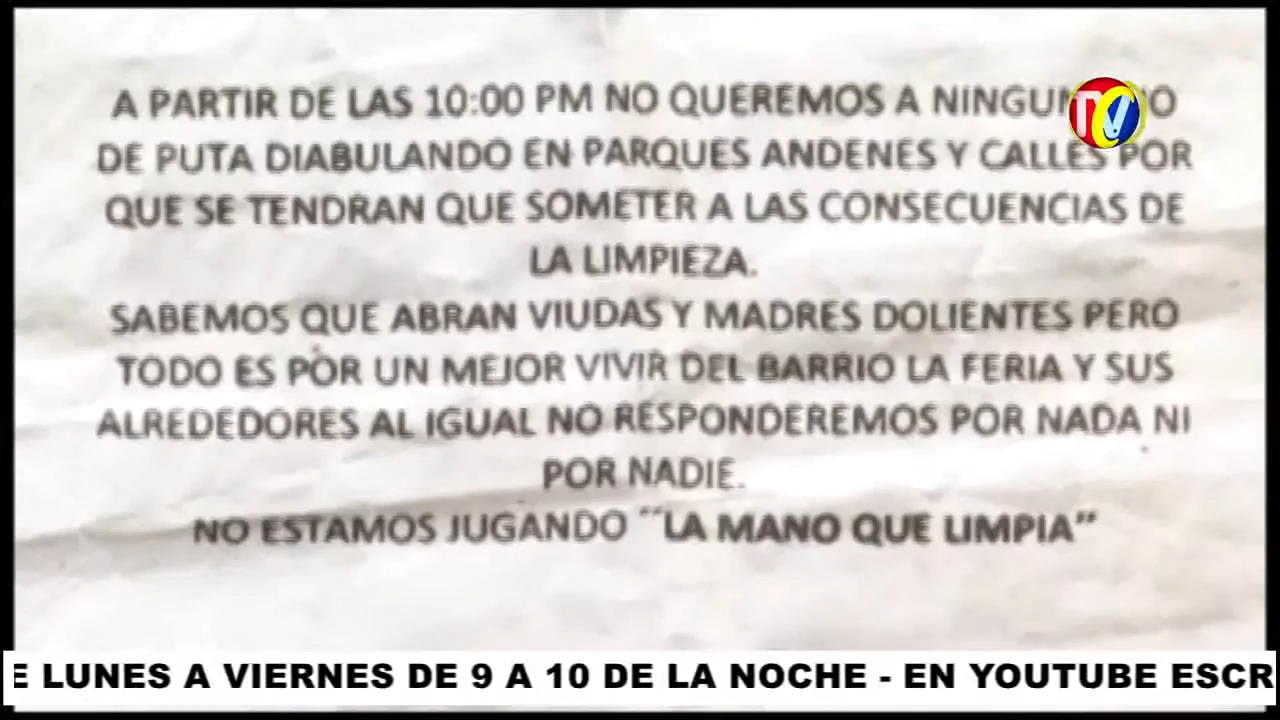 A PARTIR DE LAS 10:00 PM NO QUEREMOS A NINGUN
DE PUTA DIABULANDO EN PARQUES ANDENES Y CALLES POR
QUE SE TENDRAN QUE SOMETER A LAS CONSECUENCIAS DE
LA LIMPIEZA.
SABEMOS QUE ABRAN VIUDAS Y MADRES DOLIENTES PERO
TODO ES POR UN MEJOR VIVIR DEL BARRIO LA FERIA Y SUS
ALREDEDORES AL IGUAL NO RESPONDEREMOS POR NADA NI
POR NADIE.
NO ESTAMOS JUGANDO ¨LA MANO QUE LIMPIA"
E LUNES A VIERNES DE 9 A 10 DE LA NOCHE - EN YOUTUBE ESCR